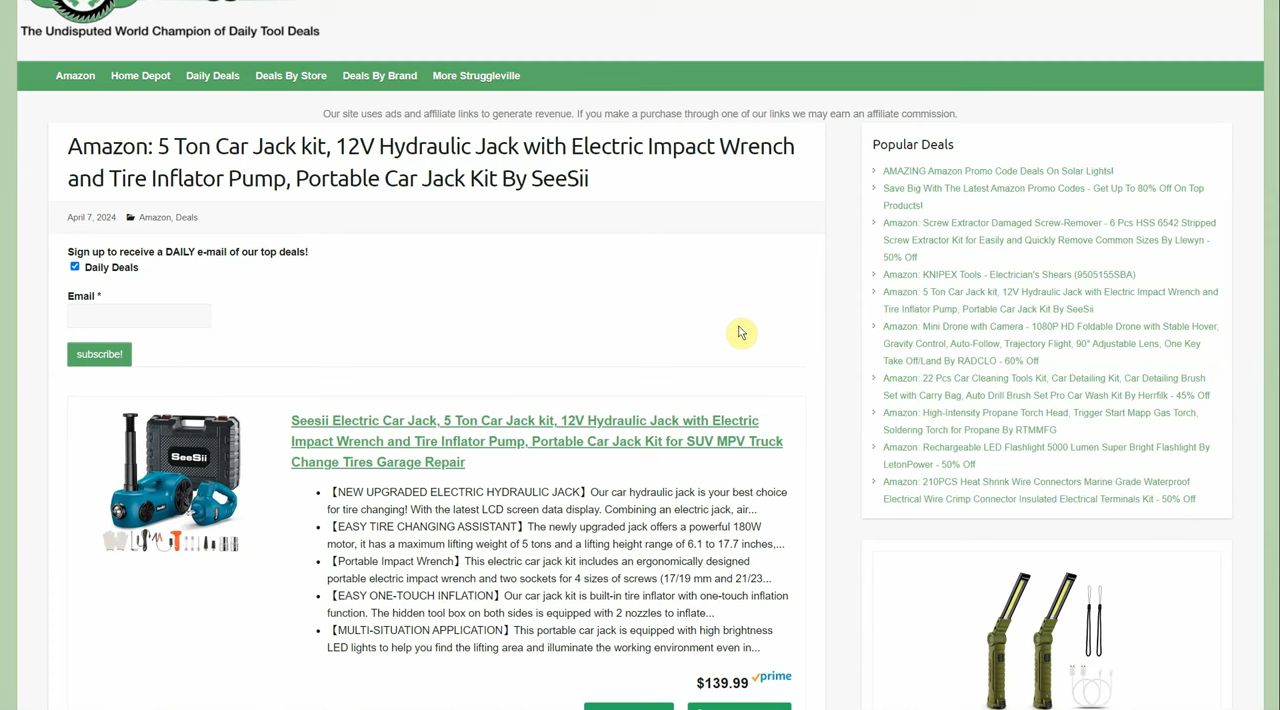 The Undisputed World Champion of Daily Tool Deals
Amazon Home Depot Daily Deals Deals By Store Deals By Brand More Struggleville
Our site uses ads and affiliate links to generate revenue. If you make a purchase through one of our links we may earn an affiliate commission.
Amazon: 5 Ton Car Jack kit, 12V Hydraulic Jack with Electric Impact Wrench
and Tire Inflator Pump, Portable Car Jack Kit By SeeSii
April 7, 2024 Amazon, Deals
Sign up to receive a DAILY e-mail of our top deals!
Daily Deals
Email *
subscribe!
SeeSii
Seesii Electric Car Jack, 5 Ton Car Jack kit, 12V Hydraulic Jack with Electric
Impact Wrench and Tire Inflator Pump, Portable Car Jack Kit for SUV MPV Truck
Change Tires Garage Repair
• 【NEW UPGRADED ELECTRIC HYDRAULIC JACK】Our car hydraulic jack is your best choice
for tire changing! With the latest LCD screen data display. Combining an electric jack, air...
• 【EASY TIRE CHANGING ASSISTANT】The newly upgraded jack offers a powerful 180W
motor, it has a maximum lifting weight of 5 tons and a lifting height range of 6.1 to 17.7 inches,...
• 【Portable Impact Wrench】This electric car jack kit includes an ergonomically designed
portable electric impact wrench and two sockets for 4 sizes of screws (17/19 mm and 21/23...
• 【EASY ONE-TOUCH INFLATION】Our car jack kit is built-in tire inflator with one-touch inflation
function. The hidden tool box on both sides is equipped with 2 nozzles to inflate...
• 【MULTI-SITUATION APPLICATION】This portable car jack is equipped with high brightness
LED lights to help you find the lifting area and illuminate the working environment even in...
$139.99 prime
Popular Deals
AMAZING Amazon Promo Code Deals On Solar Lights!
Save Big With The Latest Amazon Promo Codes - Get Up To 80% Off On Top
Products!
Amazon: Screw Extractor Damaged Screw-Remover - 6 Pcs HSS 6542 Stripped
Screw Extractor Kit for Easily and Quickly Remove Common Sizes By Llewyn -
50% Off
Amazon: KNIPEX Tools - Electrician's Shears (9505155SBA)
Amazon: 5 Ton Car Jack kit, 12V Hydraulic Jack with Electric Impact Wrench and
Tire Inflator Pump, Portable Car Jack Kit By SeeSii
Amazon: Mini Drone with Camera - 1080P HD Foldable Drone with Stable Hover,
Gravity Control, Auto-Follow, Trajectory Flight, 90° Adjustable Lens, One Key
Take Off/Land By RADCLO - 60% Off
Amazon: 22 Pcs Car Cleaning Tools Kit, Car Detailing Kit, Car Detailing Brush
Set with Carry Bag, Auto Drill Brush Set Pro Car Wash Kit By Herrfilk - 45% Off
Amazon: High-Intensity Propane Torch Head, Trigger Start Mapp Gas Torch,
Soldering Torch for Propane By RTMMFG
Amazon: Rechargeable LED Flashlight 5000 Lumen Super Bright Flashlight By
LetonPower - 50% Off
Amazon: 210PCS Heat Shrink Wire Connectors Marine Grade Waterproof
Electrical Wire Crimp Connector Insulated Electrical Terminals Kit - 50% Off